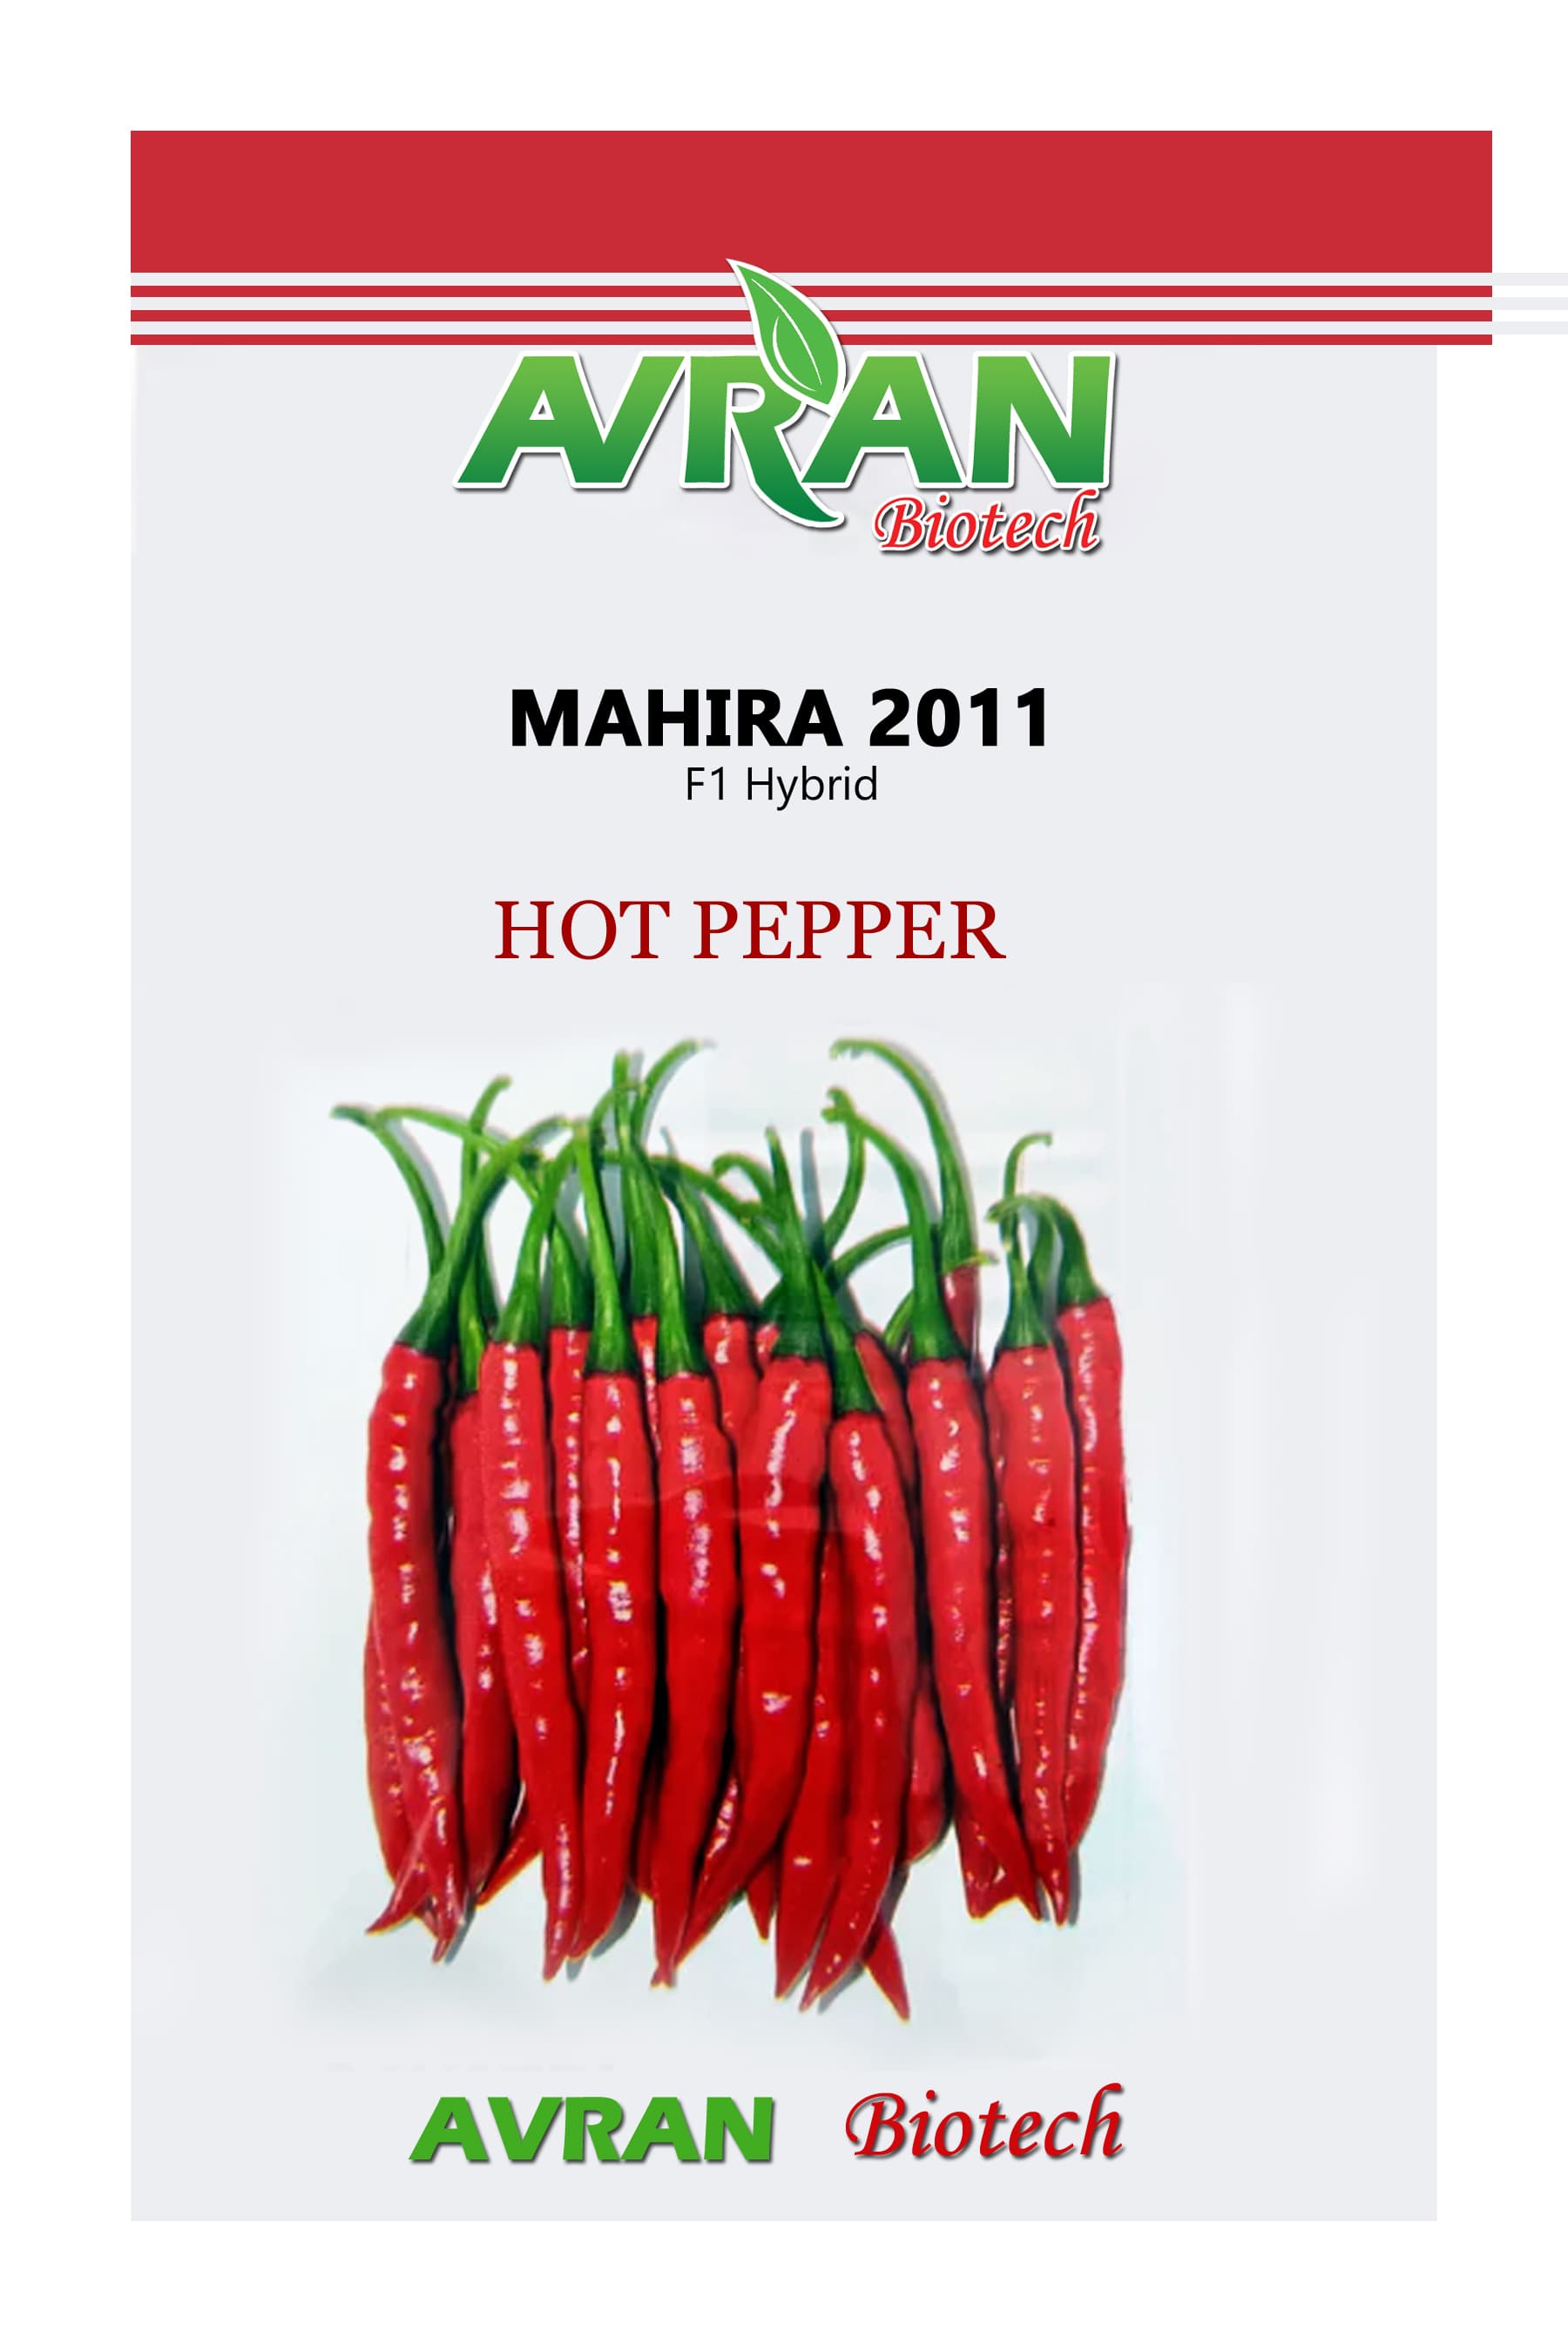 AVRAN
Biotech
MAHIRA 2011
F1 Hybrid
HOT PEPPER
AVRAN Biotech